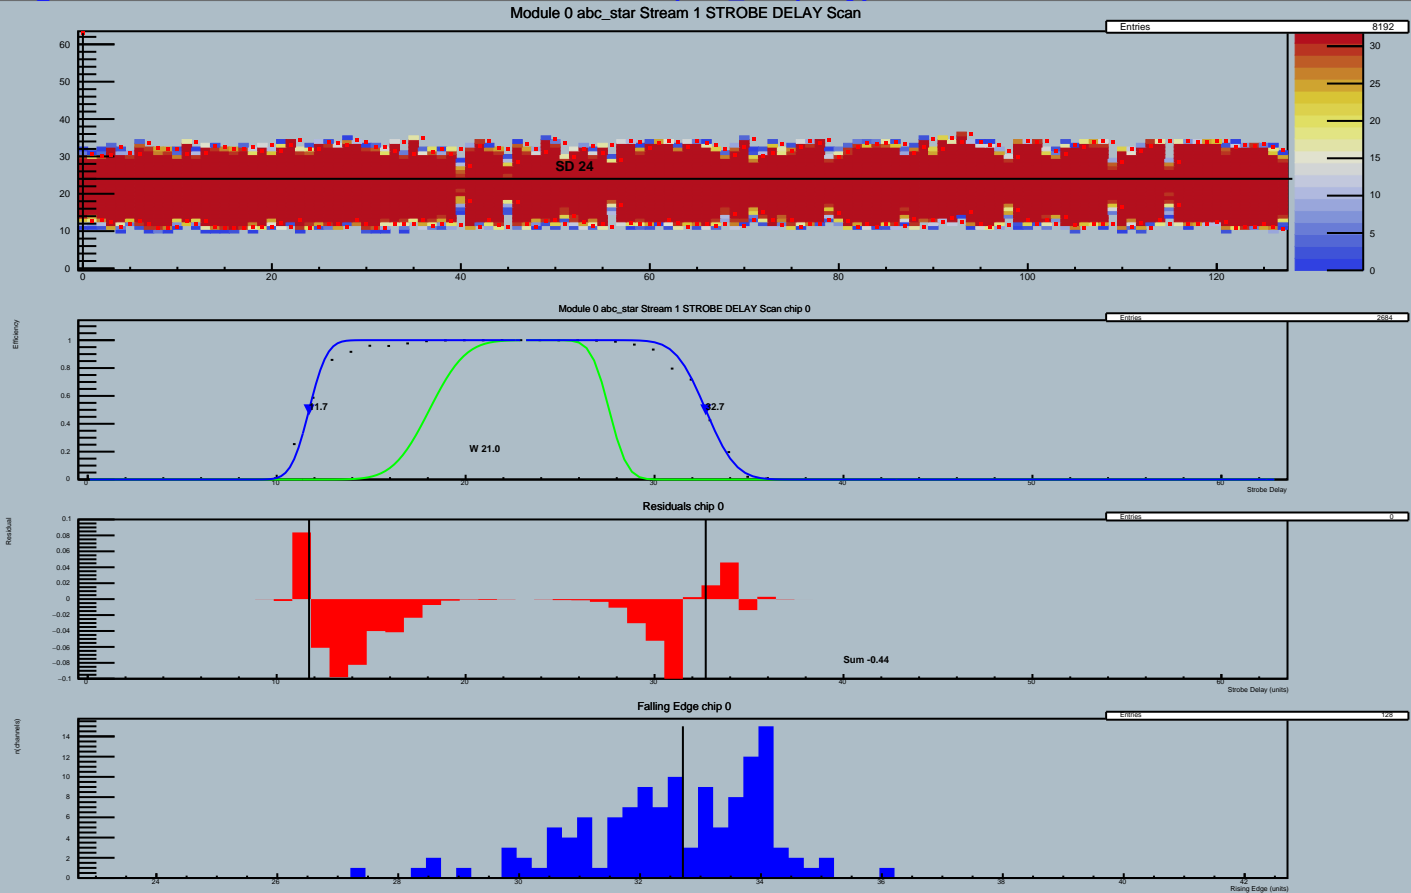 Module 0 abc_star Stream 1 STROBE DELAY Scan
Entries 8192
60
50
40
30
20
10
0
SD 24
0 20 40 60 80 100 120
30
25
20
15
10
5
0
Module 0 abc_star Stream 1 STROBE DELAY Scan chip 0
Entries 2684
Efficiency
1
0.8
0.6
0.4
0.2
0
11.7
32.7
W 21.0
0 10 20 30 40 50 60
Strobe Delay
Residuals chip 0
Entries 0
Residual
0.1
0.08
0.06
0.04
0.02
0
−0.02
−0.04
−0.06
−0.08
−0.1
Sum -0.44
0 10 20 30 40 50 60
Strobe Delay (units)
Falling Edge chip 0
Entries 128
n(channels)
14
12
10
8
6
4
2
0
24 26 28 30 32 34 36 38 40 42
Rising Edge (units)